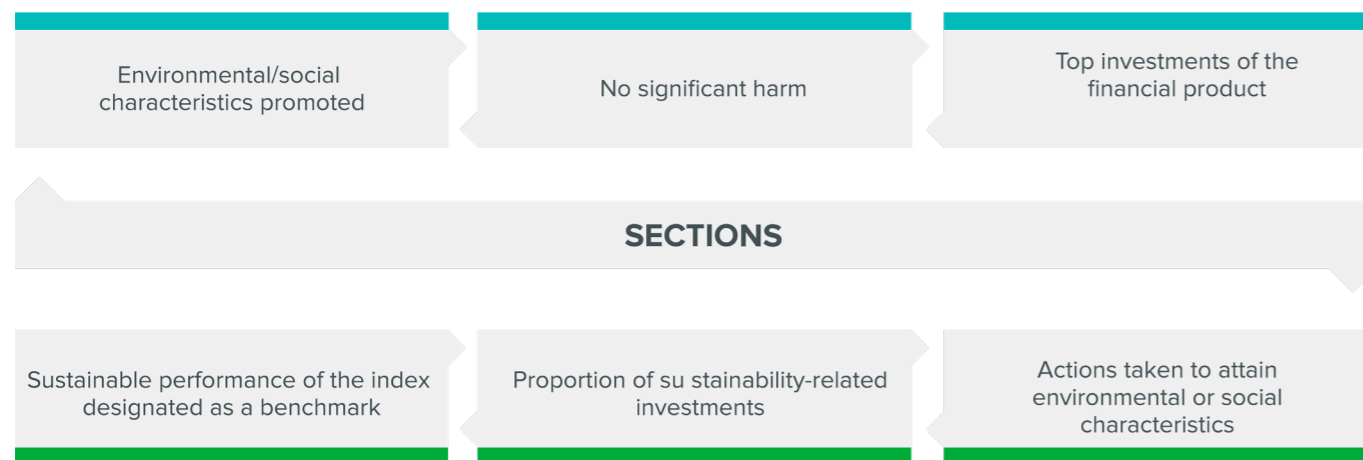 Environmental/social
characteristics promoted
No significant harm
Top investments of the
financial product
SECTIONS
Sustainable performance of the index
designated as a benchmark
Proportion of su stainability-related
investments
Actions taken to attain
environmental or social
characteristics